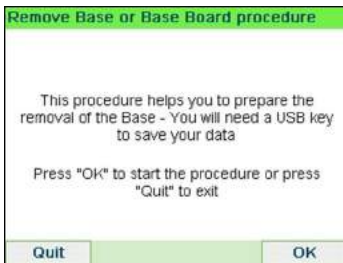 Remove Base or Base Board procedure
This procedure helps you to prepare the
removal of the Base - You will need a USB key
to save your data
Press "OK" to start the procedure or press
"Quit" to exit
Quit
OK